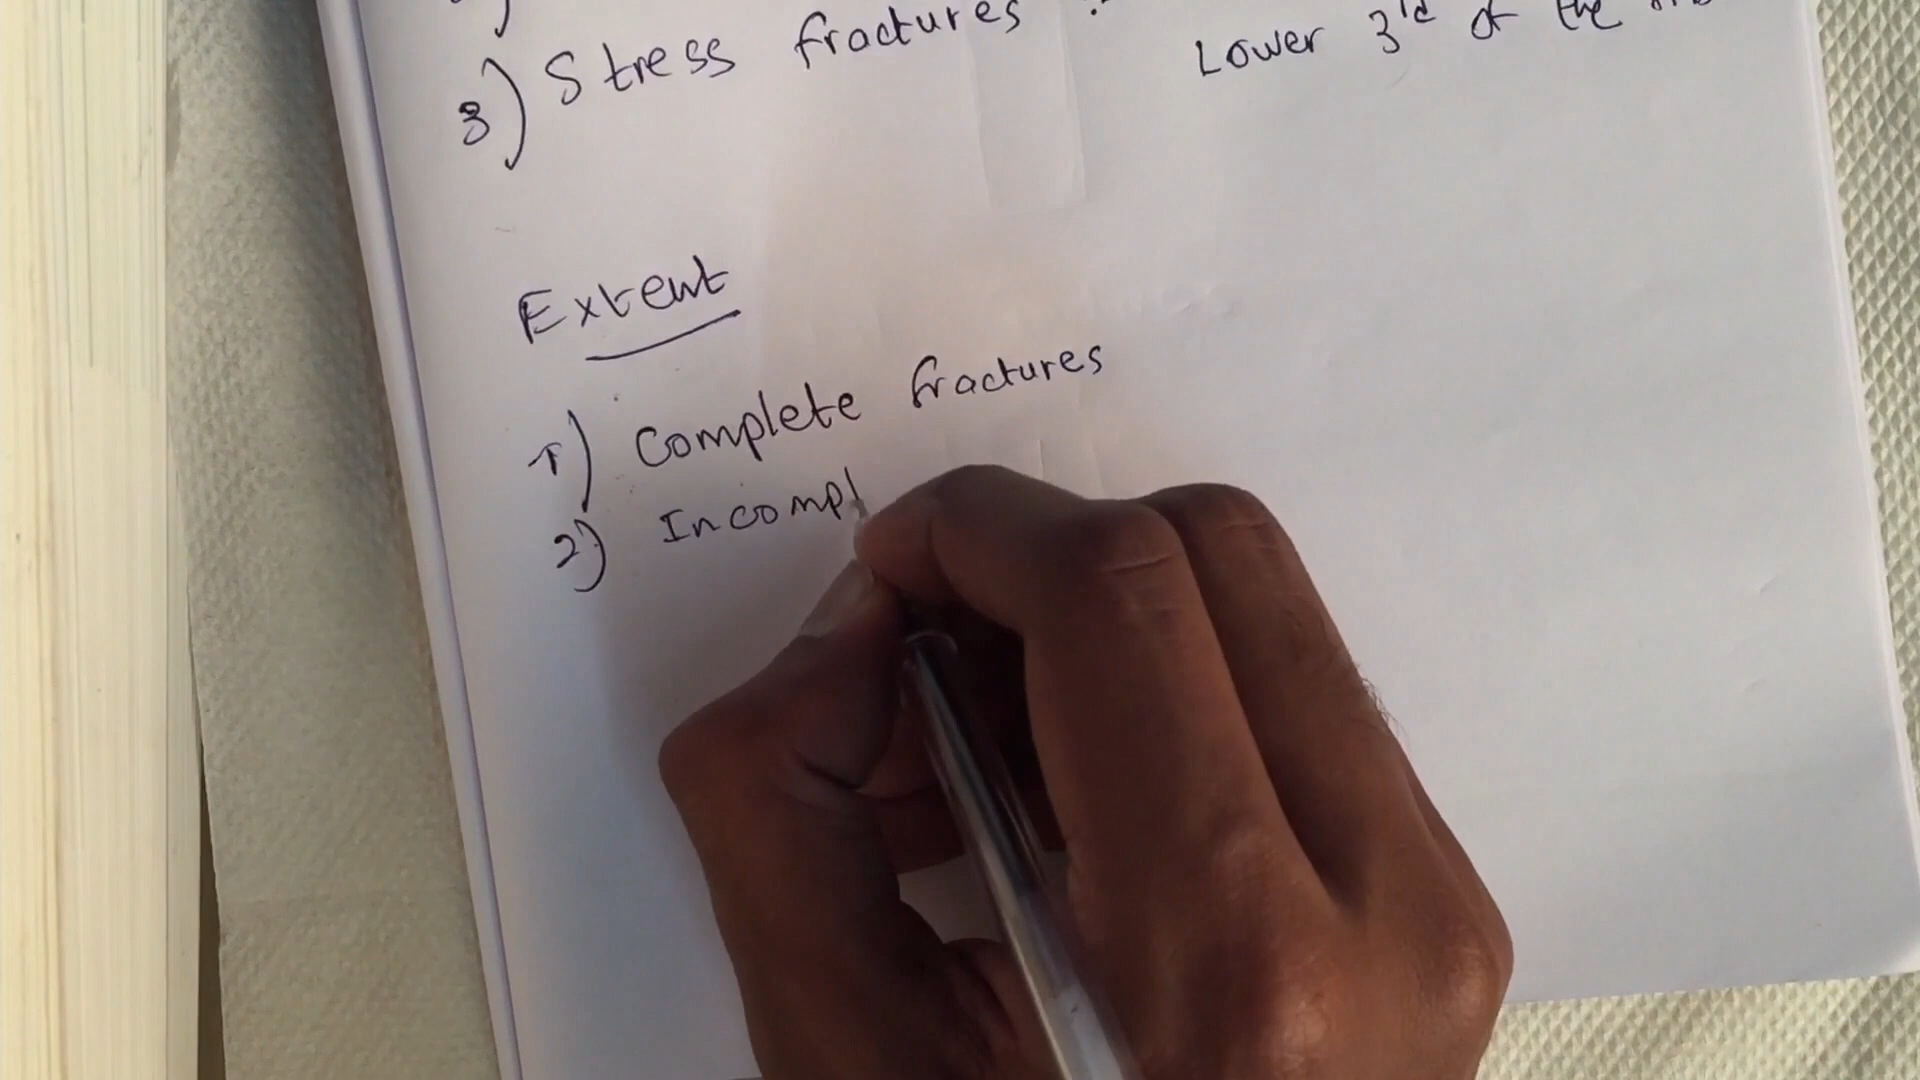 3) Stress fractures :
Lower 3rd of the
Extent
1) Complete fractures
2) Incompl